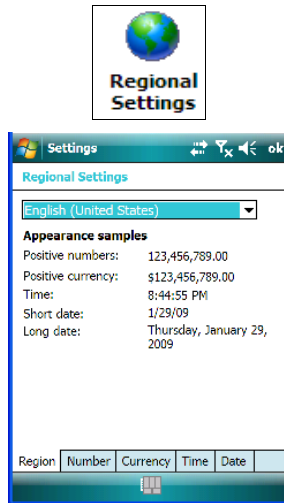 Regional
Settings
Settings ok
Regional Settings
English (United States)
Appearance samples
Positive numbers: 123,456,789.00
Positive currency: $123,456,789.00
Time: 8:44:55 PM
Short date: 1/29/09
Long date: Thursday, January 29,
2009
Region Number Currency Time Date